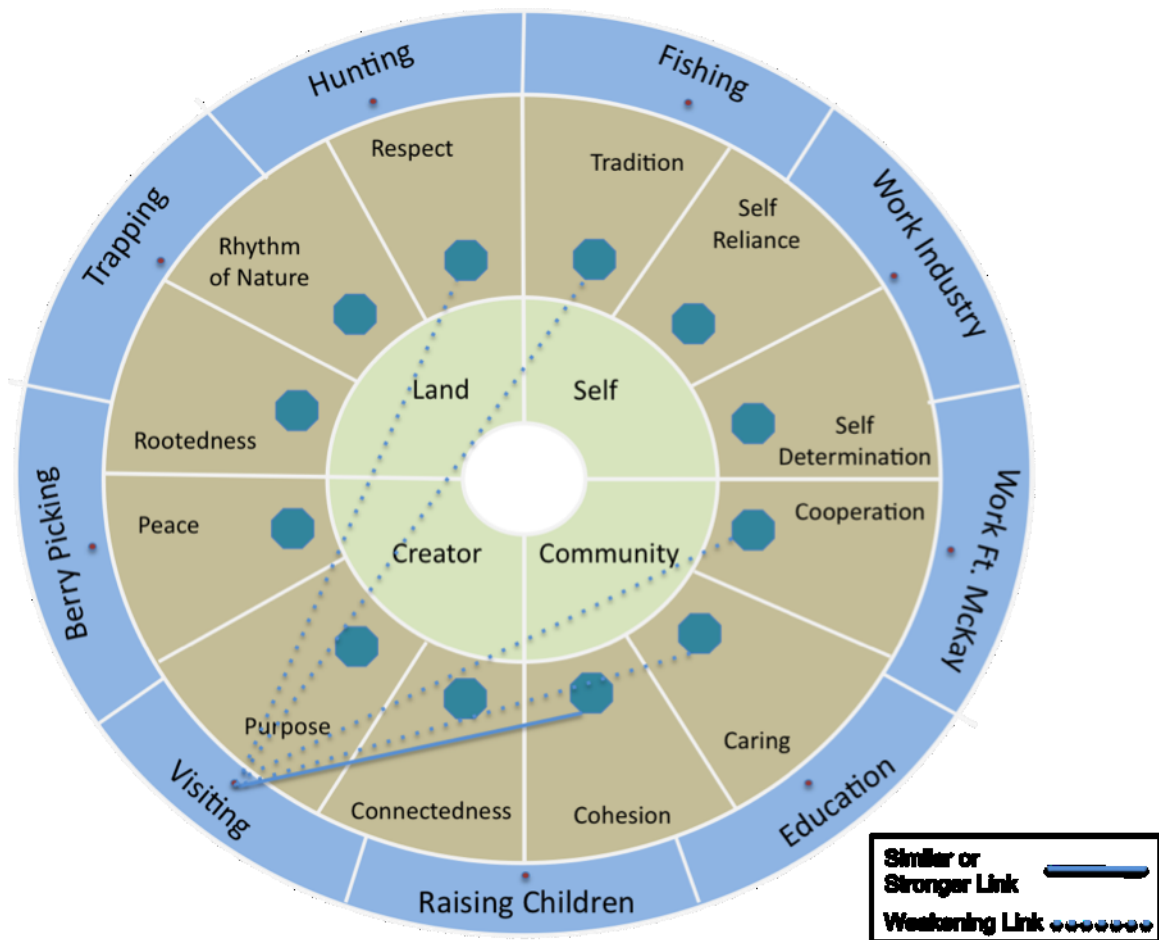 Hunting
Fishing
Trapping
Work Industry
Berry Picking
Work Ft. McKay
Visiting
Education
Raising Children
Respect
Tradition
Rhythm
of Nature
Self
Reliance
Rootedness
Self
Determination
Peace
Cooperation
Purpose
Caring
Connectedness
Cohesion
Land
Self
Creator
Community
Similar or
Stronger Link
Weakening Link